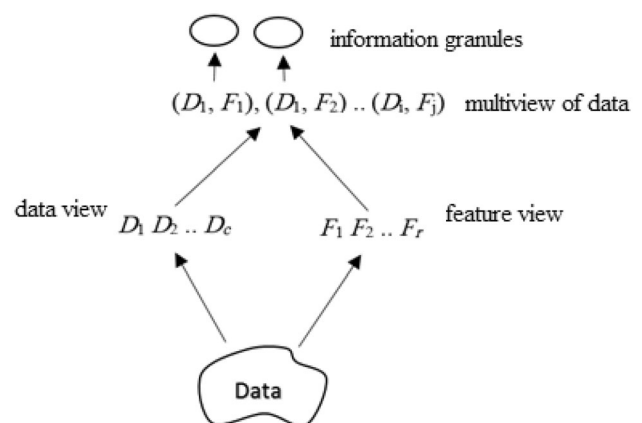 information granules
(D₁, F₁), (D₁, F₂) .. (Dᵢ, Fⱼ) multiview of data
data view D₁ D₂ .. D_c F₁ F₂ .. Fᵣ feature view
Data